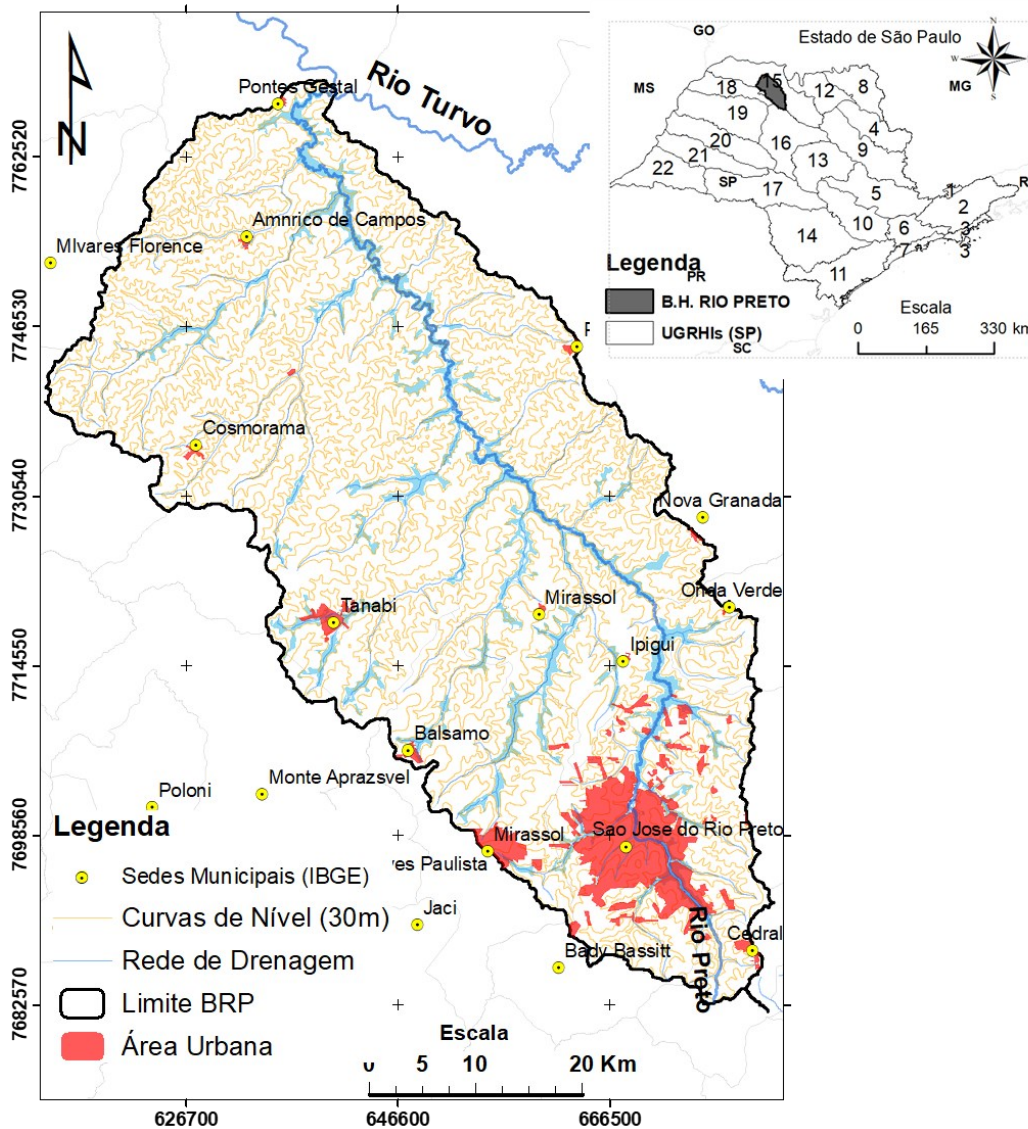 GO
Estado de São Paulo
N
W
MS
MG
15
18
12
8
19
4
20
16
9
21
13
22
SP
17
5
1
R
2
10
6
3
14
7
3
11
Legenda
PR
B.H. RIO PRETO
UGRHIs (SP)
SC
Escala
0 165 330 km
N
Rio Turvo
Pontes Gestal
Amnrico de Campos
Mlvares Florence
F
Cosmorama
Nova Granada
Onda Verde
Tanabi
Mirassol
Ipigui
Balsamo
Monte Aprazsvel
Poloni
Mirassol
Sao Jose do Rio Preto
ves Paulista
Jaci
Bady Bassitt
Rio Preto
Cedral
Legenda
Sedes Municipais (IBGE)
Curvas de Nível (30m)
Rede de Drenagem
Limite BRP
Área Urbana
Escala
0 5 10 20 Km
7762520
7746530
7730540
7714550
7698560
7682570
626700 646600 666500